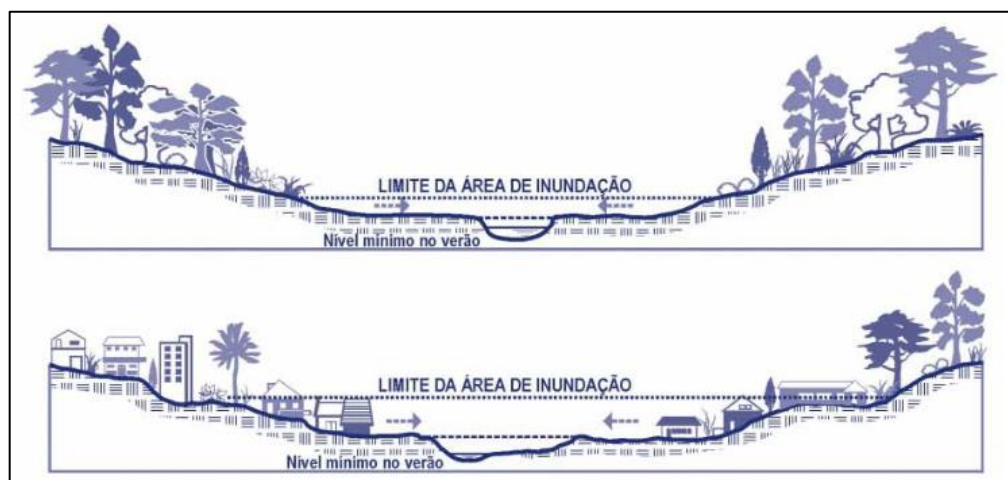 LIMITE DA ÁREA DE INUNDAÇÃO
Nível mínimo no verão
LIMITE DA ÁREA DE INUNDAÇÃO
Nível mínimo no verão